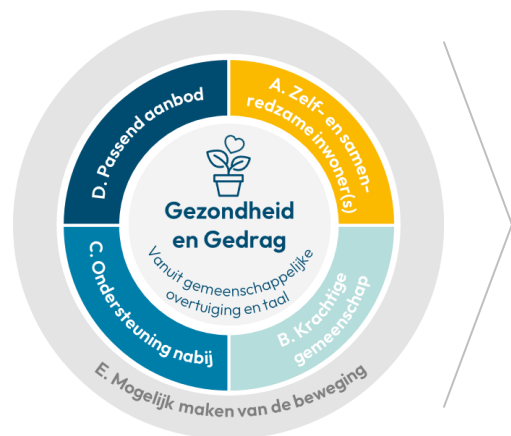 Gezondheid
en Gedrag
Vanuit gemeenschappelijke
overtuiging en taal
A. Zelf- en samen-
redzame inwoner(s)
B. Krachtige
gemeenschap
C. Ondersteuning nabij
D. Passend aanbod
E. Mogelijk maken van de beweging